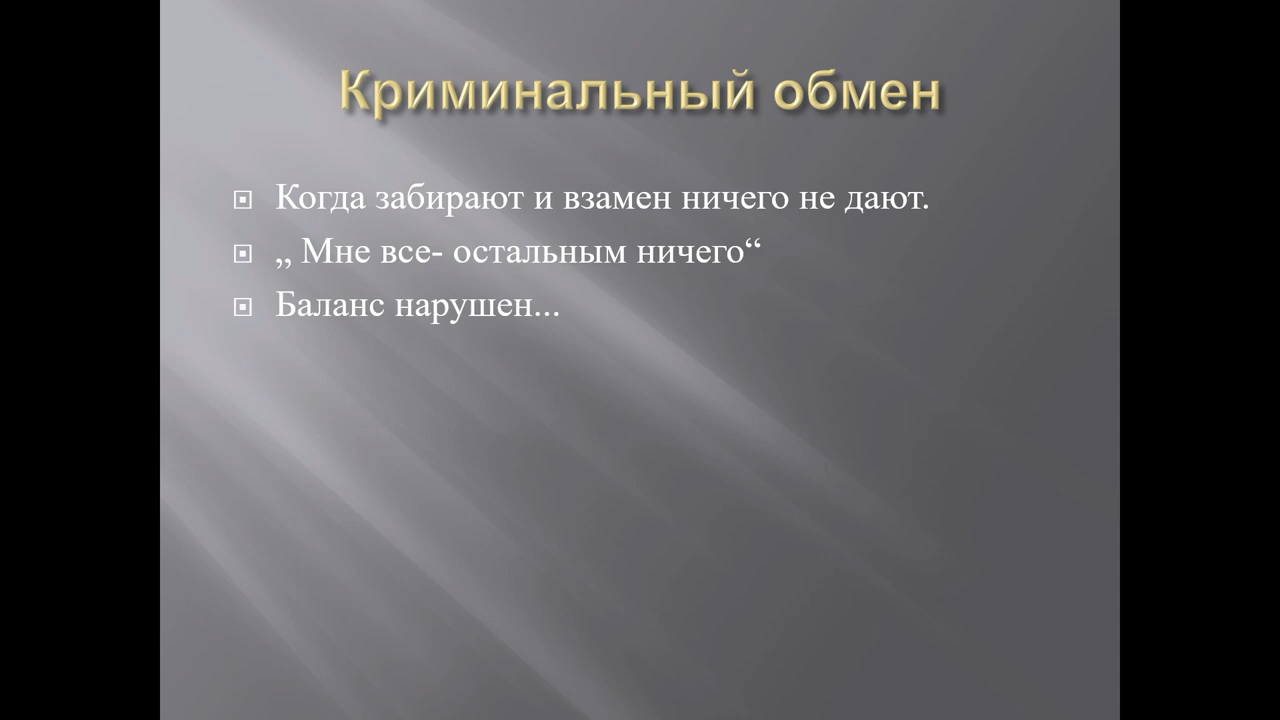 Криминальный обмен
Когда забирают и взамен ничего не дают.
„ Мне все- остальным ничего“
Баланс нарушен...